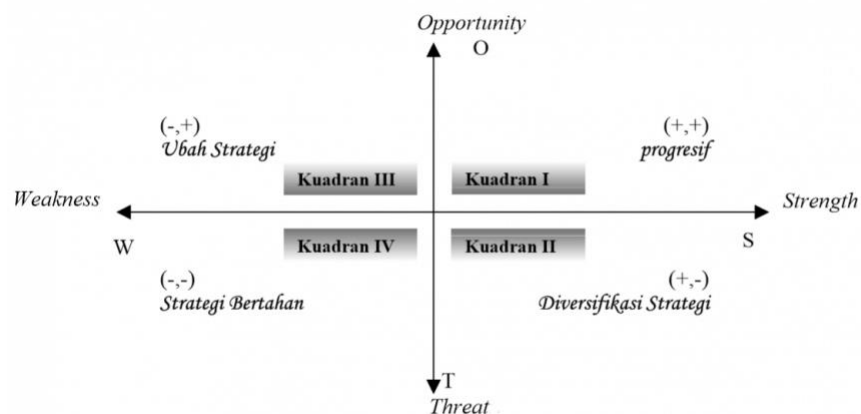 Opportunity
O
(-,+)
Ubah Strategi
(+,+)
progresif
Kuadran III
Kuadran I
Weakness
Strength
W
Kuadran IV
Kuadran II
S
(-,-)
Strategi Bertahan
(+,-)
Diversifikasi Strategi
T
Threat